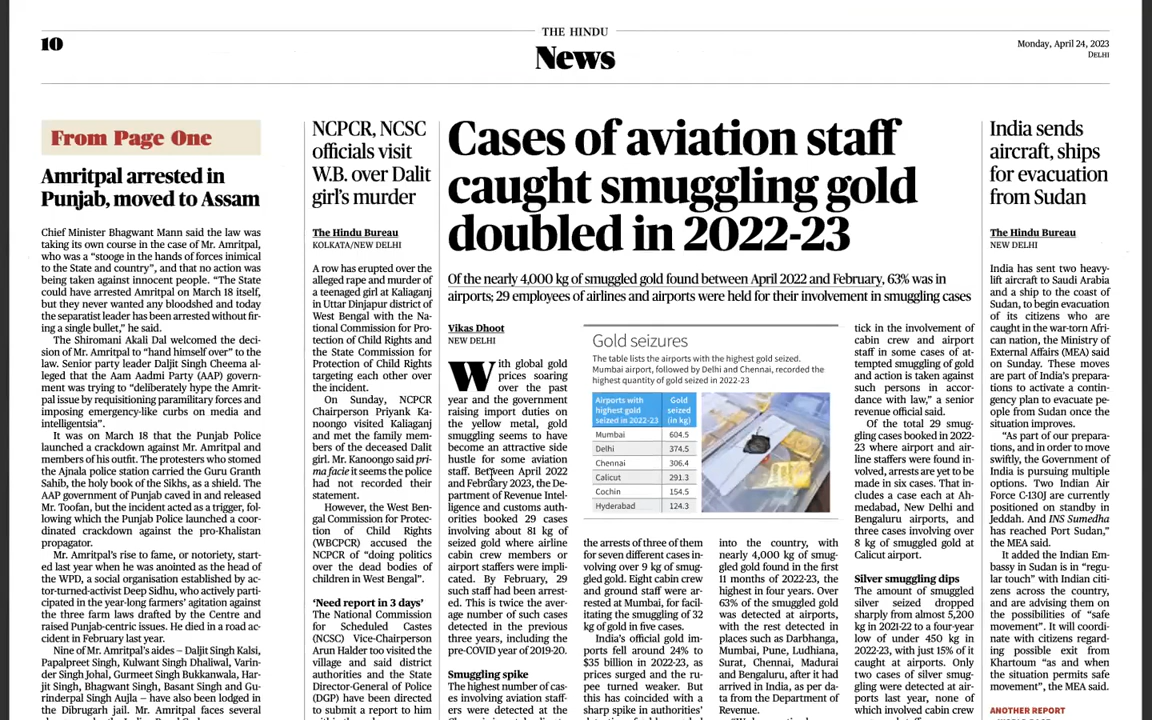 10
THE HINDU
News
Monday, April 24, 2023
DELHI
From Page One
Amritpal arrested in
Punjab, moved to Assam
Chief Minister Bhagwant Mann said the law was
taking its own course in the case of Mr. Amritpal,
who was a “stooge in the hands of forces inimical
to the State and country”, and that no action was
being taken against innocent people. “The State
could have arrested Amritpal on March 18 itself,
but they never wanted any bloodshed and today
the separatist leader has been arrested without fir-
ing a single bullet,” he said.
The Shiromani Akali Dal welcomed the deci-
sion of Mr. Amritpal to “hand himself over” to the
law. Senior party leader Daljit Singh Cheema al-
leged that the Aam Aadmi Party (AAP) govern-
ment was trying to “deliberately hype the Amrit-
pal issue by requisitioning paramilitary forces and
imposing emergency-like curbs on media and
intelligentsia”.
It was on March 18 that the Punjab Police
launched a crackdown against Mr. Amritpal and
members of his outfit. The protesters who stomed
the Ajnala police station carried the Guru Granth
Sahib, the holy book of the Sikhs, as a shield. The
AAP government of Punjab caved in and released
Mr. Toofan, but the incident acted as a trigger, fol-
lowing which the Punjab Police launched a coor-
dinated crackdown against the pro-Khalistan
propagator.
Mr. Amritpal’s rise to fame, or notoriety, start-
ed last year when he was anointed as the head of
the WPD, a social organisation established by ac-
tor-turned-activist Deep Sidhu, who actively parti-
cipated in the year-long farmers’ agitation against
the three farm laws drafted by the Centre and
raised Punjab-centric issues. He died in a road ac-
cident in February last year.
Nine of Mr. Amritpal’s aides – Daljit Singh Kalsi,
Papalpreet Singh, Kulwant Singh Dhaliwal, Varin-
der Singh Johal, Gurmeet Singh Bukkanwala, Har-
jit Singh, Bhagwant Singh, Basant Singh and Gu-
rinderpal Singh Aujla – have also been lodged in
the Dibrugarh jail. Mr. Amritpal faces several
NCPCR, NCSC
officials visit
W.B. over Dalit
girl’s murder
The Hindu Bureau
KOLKATA/NEW DELHI
A row has erupted over the
alleged rape and murder of
a teenaged girl at Kaliaganj
in Uttar Dinajpur district of
West Bengal with the Na-
tional Commission for Pro-
tection of Child Rights and
the State Commission for
Protection of Child Rights
targeting each other over
the incident.
On Sunday, NCPCR
Chairperson Priyank Ka-
noongo visited Kaliaganj
and met the family mem-
bers of the deceased Dalit
girl. Mr. Kanoongo said pri-
ma facie it seems the police
had not recorded their
statement.
However, the West Ben-
gal Commission for Protec-
tion of Child Rights
(WBCPCR) accused the
NCPCR of “doing politics
over the dead bodies of
children in West Bengal”.
‘Need report in 3 days’
The National Commission
for Scheduled Castes
(NCSC) Vice-Chairperson
Arun Halder too visited the
village and said district
authorities and the State
Director-General of Police
(DGP) have been directed
to submit a report to him
Cases of aviation staff
caught smuggling gold
doubled in 2022-23
Of the nearly 4,000 kg of smuggled gold found between April 2022 and February, 63% was in
airports; 29 employees of airlines and airports were held for their involvement in smuggling cases
Vikas Dhoot
NEW DELHI
With global gold
prices soaring
over the past
year and the government
raising import duties on
the yellow metal, gold
smuggling seems to have
become an attractive side
hustle for some aviation
staff. Between April 2022
and February 2023, the De-
partment of Revenue Intel-
ligence and customs auth-
orities booked 29 cases
involving about 81 kg of
seized gold where airline
cabin crew members or
airport staffers were impli-
cated. By February, 29
such staff had been arrest-
ed. This is twice the aver-
age number of such cases
detected in the previous
three years, including the
pre-COVID year of 2019-20.
Smuggling spike
The highest number of cas-
es involving aviation staff-
ers were detected at the
Gold seizures
The table lists the airports with the highest gold seized.
Mumbai airport, followed by Delhi and Chennai, recorded the
highest quantity of gold seized in 2022-23
Airports with highest gold seized in 2022-23 Gold seized (in kg)
Mumbai 604.5
Delhi 374.5
Chennai 306.4
Calicut 291.3
Cochin 154.5
Hyderabad 124.3
the arrests of three of them
for seven different cases in-
volving over 9 kg of smug-
gled gold. Eight cabin crew
and ground staff were ar-
rested at Mumbai, for facil-
itating the smuggling of 32
kg of gold in five cases.
India’s official gold im-
ports fell around 24% to
$35 billion in 2022-23, as
prices surged and the ru-
pee turned weaker. But
this has coincided with a
sharp spike in authorities’
into the country, with
nearly 4,000 kg of smug-
gled gold found in the first
11 months of 2022-23, the
highest in four years. Over
63% of the smuggled gold
was detected at airports,
with the rest detected in
places such as Darbhanga,
Mumbai, Pune, Ludhiana,
Surat, Chennai, Madurai
and Bengaluru, after it had
arrived in India, as per da-
ta from the Department of
Revenue.
tick in the involvement of
cabin crew and airport
staff in some cases of at-
tempted smuggling of gold
and action is taken against
such persons in accor-
dance with law,” a senior
revenue official said.
Of the total 29 smug-
gling cases booked in 2022-
23 where airport and air-
line staffers were found in-
volved, arrests are yet to be
made in six cases. That in-
cludes a case each at Ah-
medabad, New Delhi and
Bengaluru airports, and
three cases involving over
8 kg of smuggled gold at
Calicut airport.
Silver smuggling dips
The amount of smuggled
silver seized dropped
sharply from almost 5,200
kg in 2021-22 to a four-year
low of under 450 kg in
2022-23, with just 15% of it
caught at airports. Only
two cases of silver smug-
gling were detected at air-
ports last year, none of
which involved cabin crew
India sends
aircraft, ships
for evacuation
from Sudan
The Hindu Bureau
NEW DELHI
India has sent two heavy-
lift aircraft to Saudi Arabia
and a ship to the coast of
Sudan, to begin evacuation
of its citizens who are
caught in the war-torn Afri-
can nation, the Ministry of
External Affairs (MEA) said
on Sunday. These moves
are part of India’s prepara-
tions to activate a contin-
gency plan to evacuate pe-
ople from Sudan once the
situation improves.
“As part of our prepara-
tions, and in order to move
swiftly, the Government of
India is pursuing multiple
options. Two Indian Air
Force C-130J are currently
positioned on standby in
Jeddah. And INS Sumedha
has reached Port Sudan,”
the MEA said.
It added the Indian Em-
bassy in Sudan is in “regu-
lar touch” with Indian citi-
zens across the country,
and are advising them on
the possibilities of “safe
movement”. It will coordi-
nate with citizens regard-
ing possible exit from
Khartoum “as and when
the situation permits safe
movement”, the MEA said.
ANOTHER REPORT